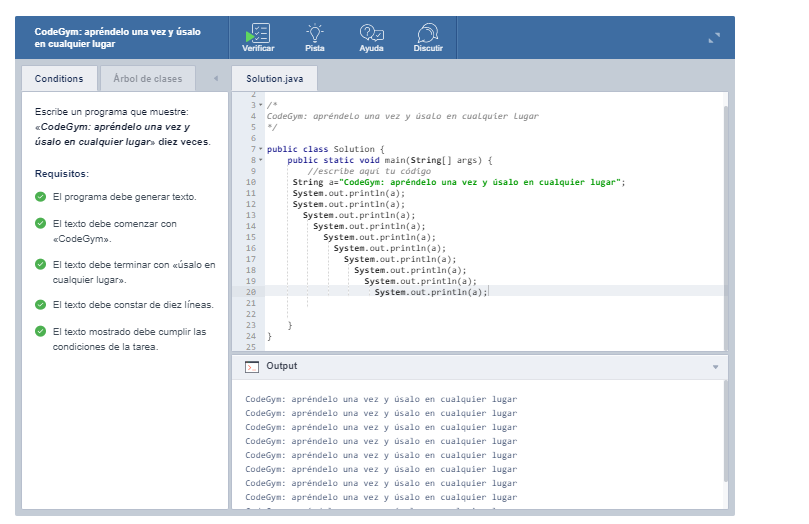 CodeGym: apréndelo una vez y úsalo
en cualquier lugar
Verificar
Pista
Ayuda
Discutir
Conditions
Árbol de clases
Solution.java
Escribe un programa que muestre:
«CodeGym: apréndelo una vez y
úsalo en cualquier lugar» diez veces.
Requisitos:
El programa debe generar texto.
El texto debe comenzar con
«CodeGym».
El texto debe terminar con «úsalo en
cualquier lugar».
El texto debe constar de diez líneas.
El texto mostrado debe cumplir las
condiciones de la tarea.
2
3 /*
4 CodeGym: apréndelo una vez y úsalo en cualquier lugar
5 */
6
7 public class Solution {
8 public static void main(String[] args) {
9 //escribe aquí tu código
10 String a="CodeGym: apréndelo una vez y úsalo en cualquier lugar";
11 System.out.println(a);
12 System.out.println(a);
13 System.out.println(a);
14 System.out.println(a);
15 System.out.println(a);
16 System.out.println(a);
17 System.out.println(a);
18 System.out.println(a);
19 System.out.println(a);
20 System.out.println(a);
21
22
23 }
24 }
25
Output
CodeGym: apréndelo una vez y úsalo en cualquier lugar
CodeGym: apréndelo una vez y úsalo en cualquier lugar
CodeGym: apréndelo una vez y úsalo en cualquier lugar
CodeGym: apréndelo una vez y úsalo en cualquier lugar
CodeGym: apréndelo una vez y úsalo en cualquier lugar
CodeGym: apréndelo una vez y úsalo en cualquier lugar
CodeGym: apréndelo una vez y úsalo en cualquier lugar
CodeGym: apréndelo una vez y úsalo en cualquier lugar